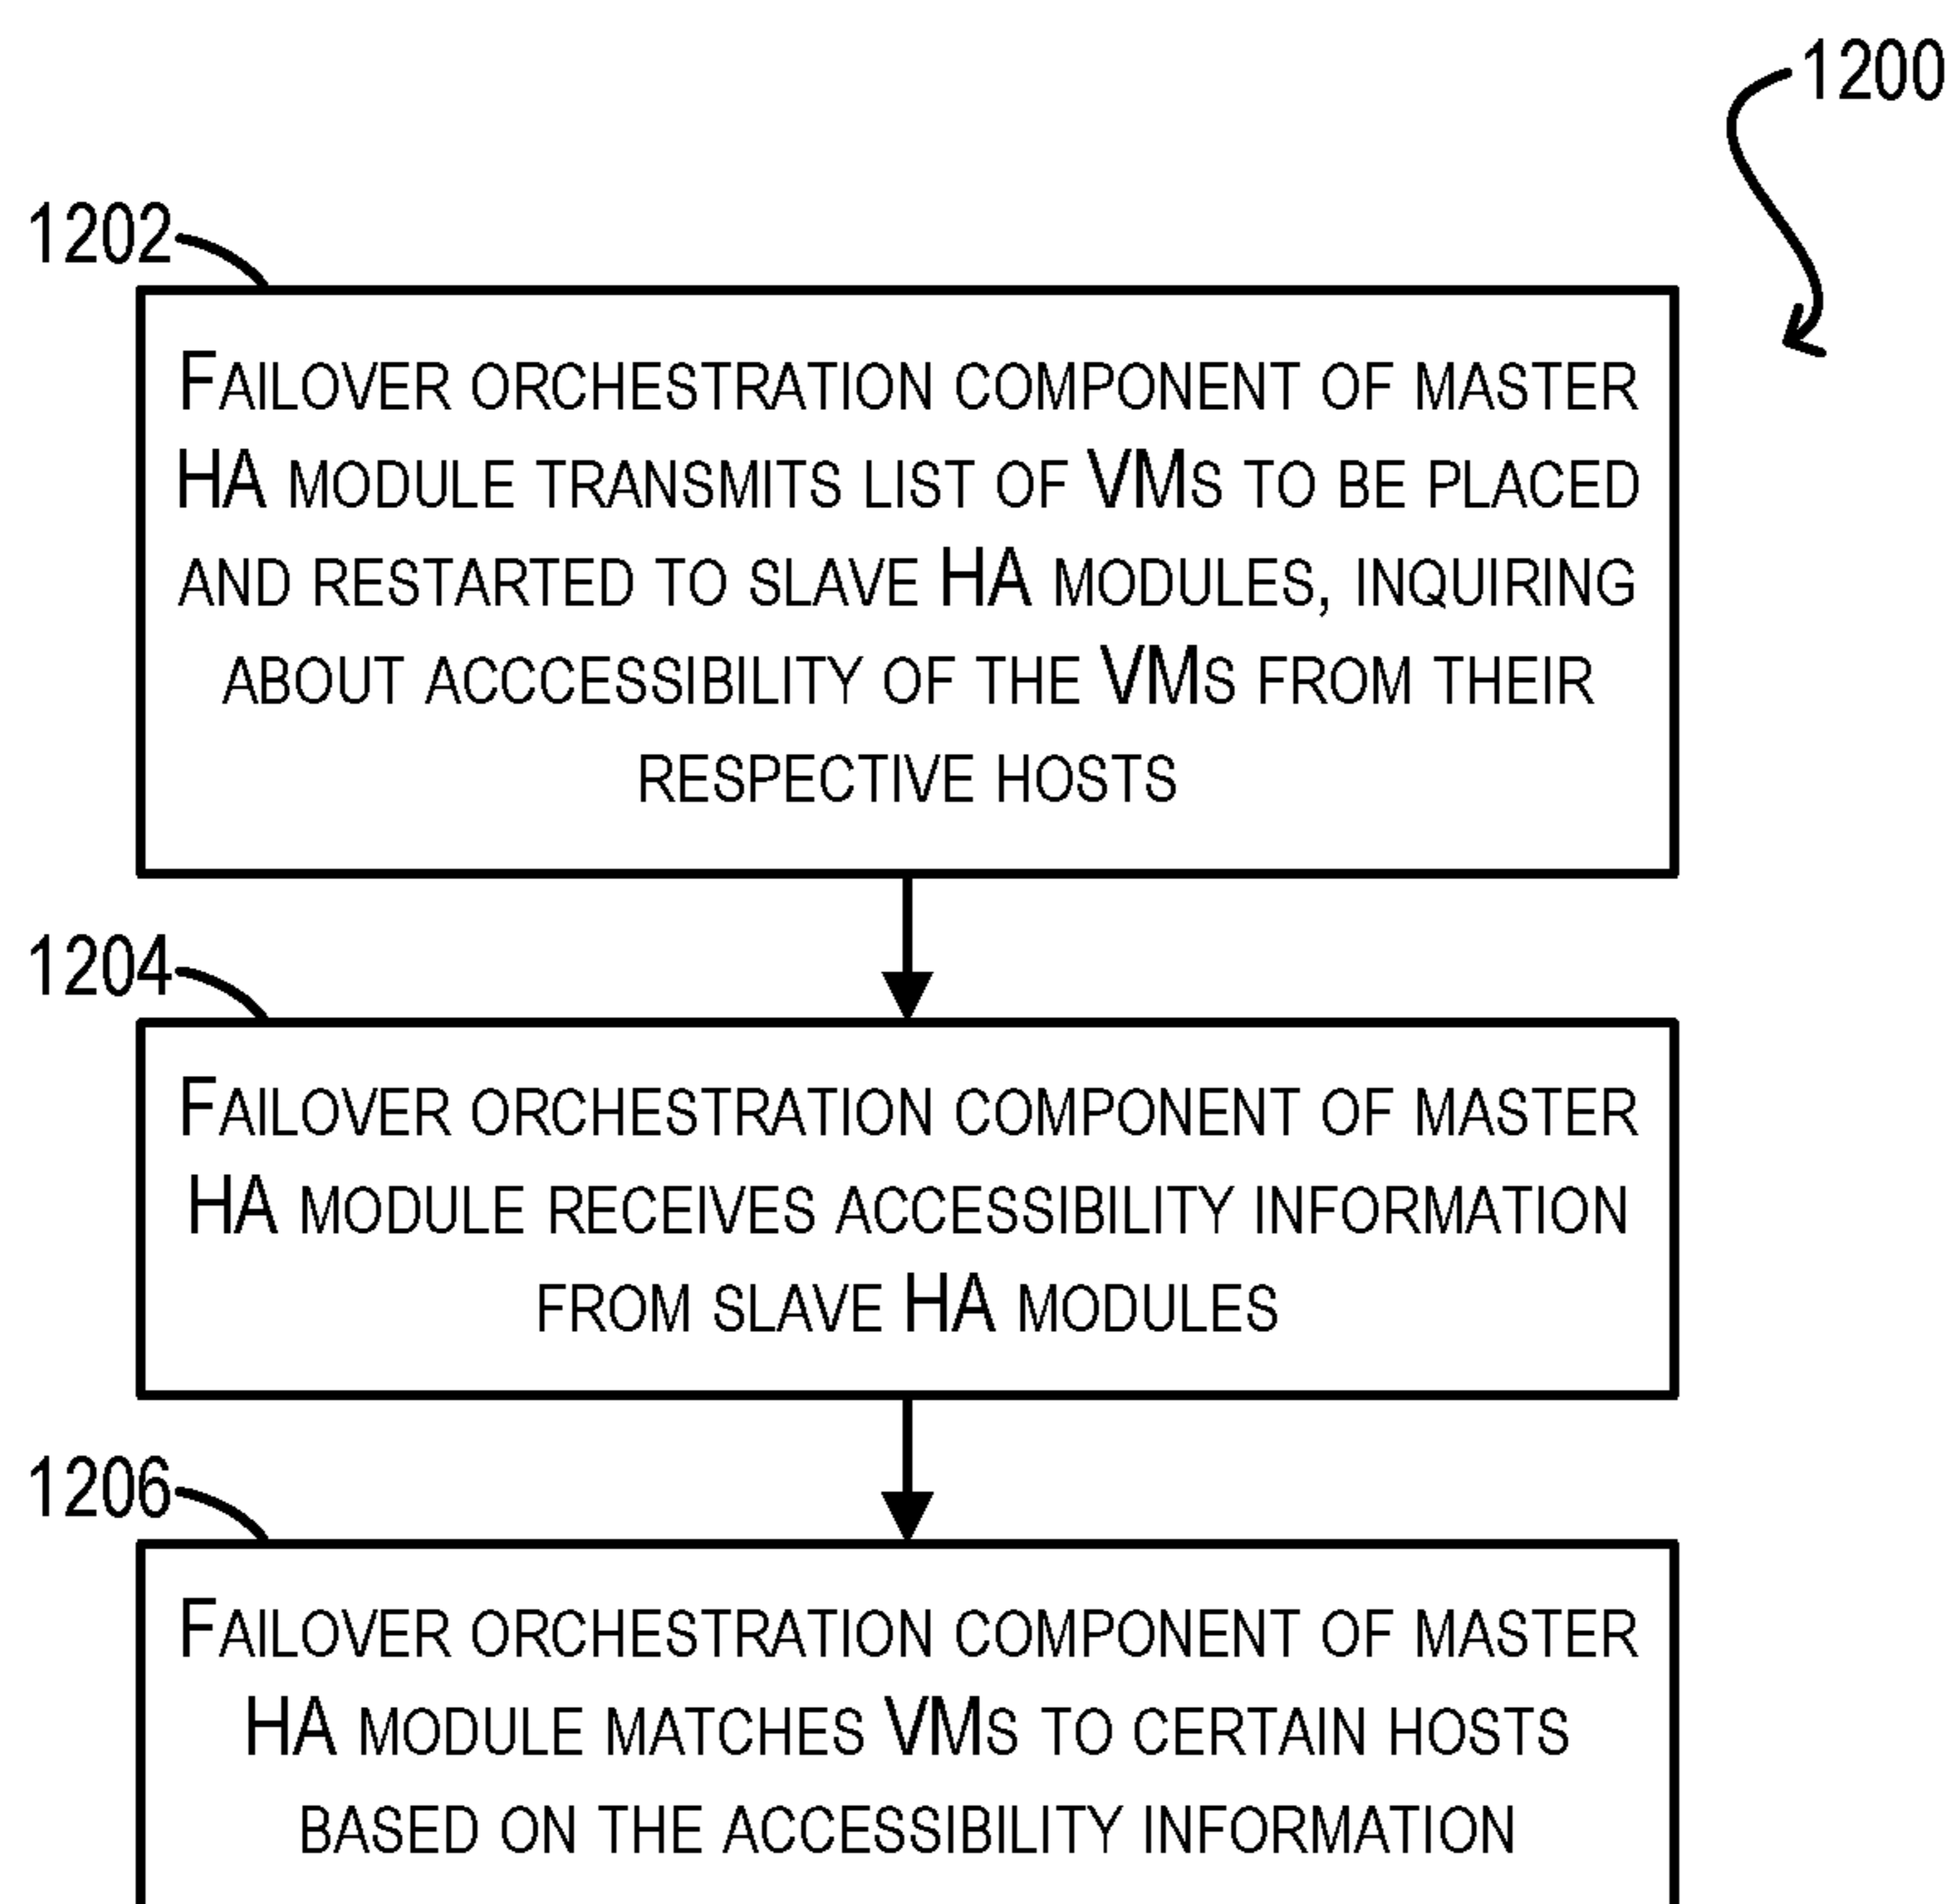 1200
1202
FAILOVER ORCHESTRATION COMPONENT OF MASTER
HA MODULE TRANSMITS LIST OF VMS TO BE PLACED
AND RESTARTED TO SLAVE HA MODULES, INQUIRING
ABOUT ACCCESSIBILITY OF THE VMS FROM THEIR
RESPECTIVE HOSTS
1204
FAILOVER ORCHESTRATION COMPONENT OF MASTER
HA MODULE RECEIVES ACCESSIBILITY INFORMATION
FROM SLAVE HA MODULES
1206
FAILOVER ORCHESTRATION COMPONENT OF MASTER
HA MODULE MATCHES VMS TO CERTAIN HOSTS
BASED ON THE ACCESSIBILITY INFORMATION